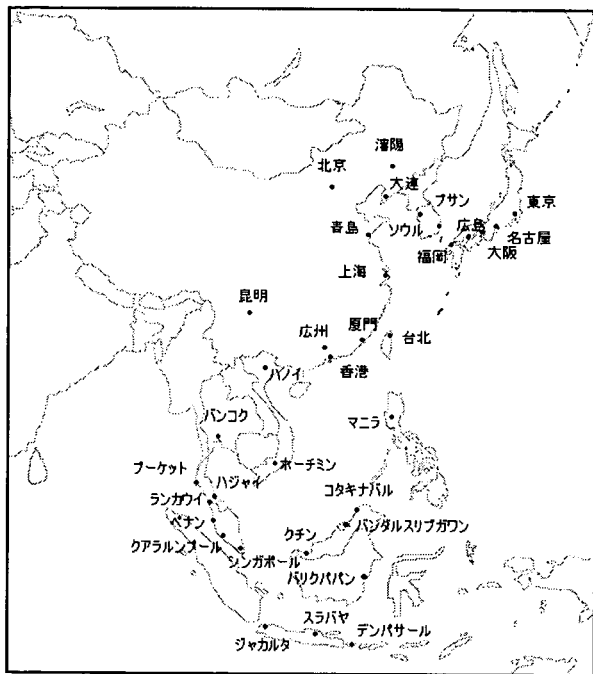 瀋陽
北京
大連
プサン
東京
青島
ソウル
広島
名古屋
福岡
大阪
上海
昆明
広州
厦門
台北
香港
ハノイ
バンコク
マニラ
プーケット
ハジャイ
ホーチミン
ランカウイ
コタキナバル
ペナン
クチン
バンダルスリブガワン
クアラルンプール
シンガポール
バリクパパン
スラバヤ
デンパサール
ジャカルタ